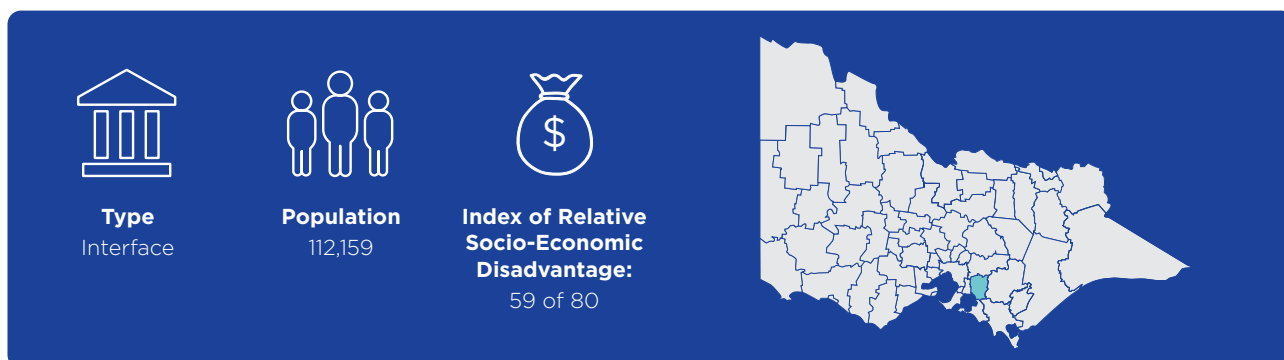 $
Type
Interface
Population
112,159
Index of Relative
Socio-Economic
Disadvantage:
59 of 80